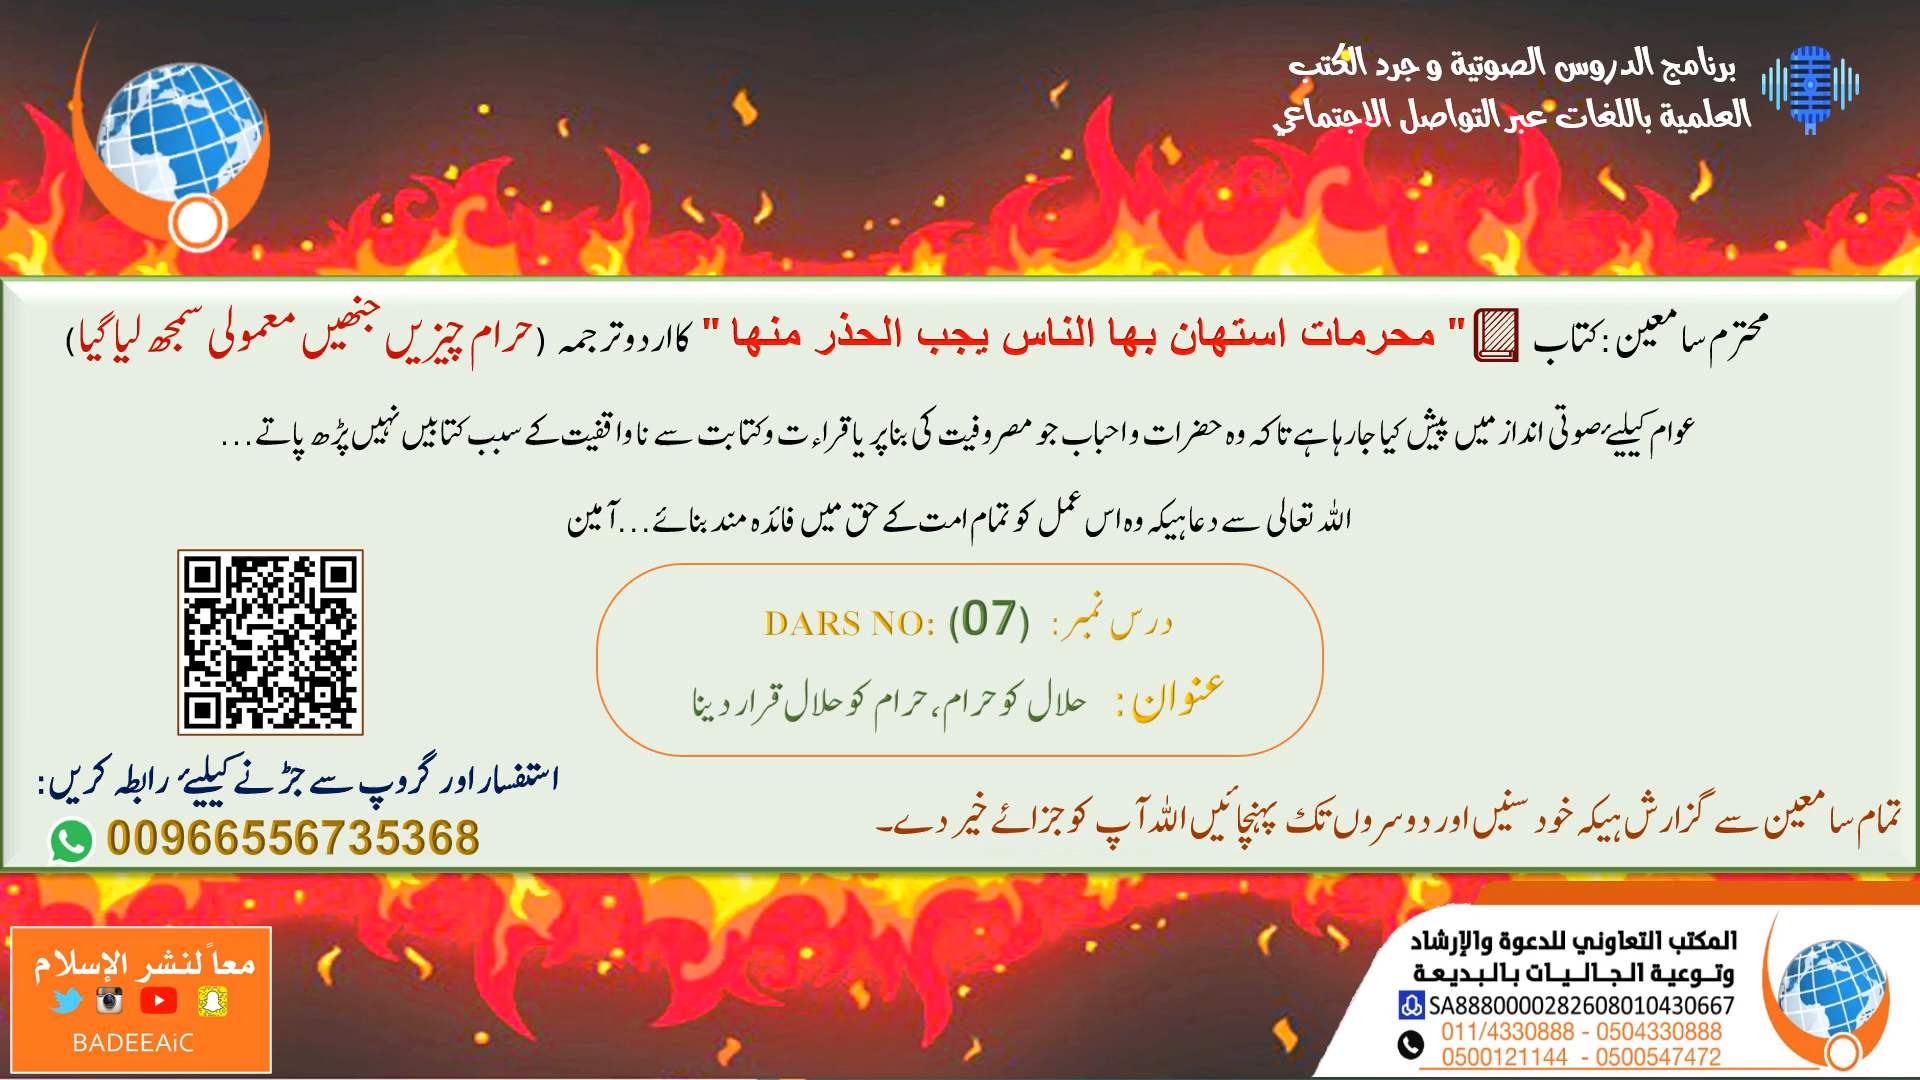 برنامج الدروس الصوتية و جرد الكتب
العلمية باللغات عبر التواصل الاجتماعي
محترم سامعین: کتاب " محرمات استهان بها الناس يجب الحذر منها " کا اردو ترجمہ (حرام چیزیں جنھیں معمولی سمجھ لیا گیا)
عوام کیلیۓ صوتی انداز میں پیش کیا جارہا ہے تاکہ وہ حضرات و احباب جو مصروفیت کی بنا پر یا قراءت و کتابت سے ناواقفیت کے سبب کتابیں نہیں پڑھ پاتے...
اللہ تعالی سے دعا ہیکہ وہ اس عمل کو تمام امت کے حق میں فائدہ مند بنائے...آمین
درس نمبر: (07) DARS NO:
عنوان: حلال کو حرام، حرام کو حلال قرار دینا
استفسار اور گروپ سے جڑنے کیلیۓ رابطہ کریں:
00966556735368
تمام سامعین سے گزارش ہیکہ خود سنیں اور دوسروں تک پہنچائیں اللہ آپ کو جزائے خیر دے۔
معاً لنشر الإسلام
BADEEAiC
المكتب التعاوني للدعوة والإرشاد
وتوعية الجاليات بالبديعة
SA8880000282608010430667
011/4330888 - 0504330888
0500121144 - 0500547472